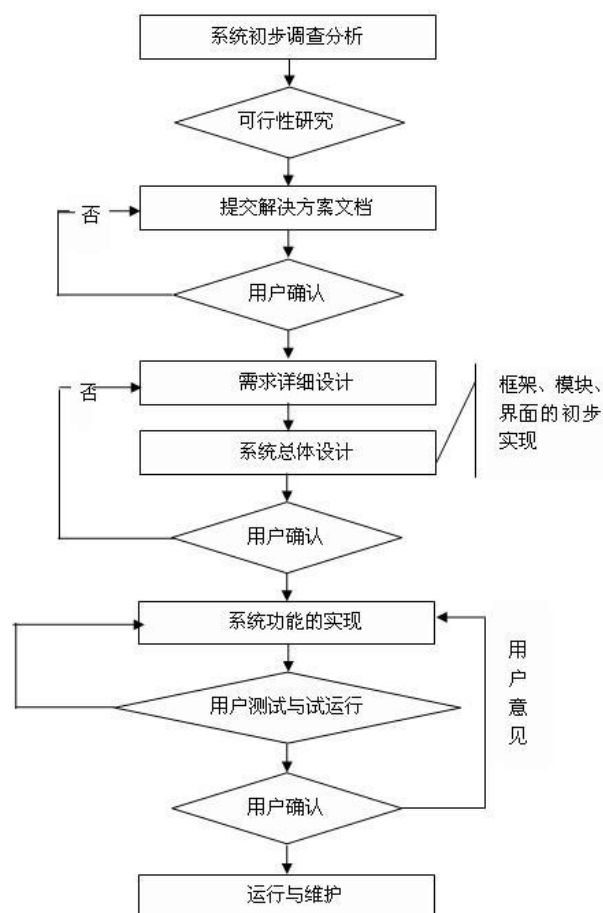 系统初步调查分析
可行性研究
否
提交解决方案文档
用户确认
否
需求详细设计
框架、模块、
界面的初步
实现
系统总体设计
用户确认
系统功能的实现
用
户
意
见
用户测试与试运行
用户确认
运行与维护